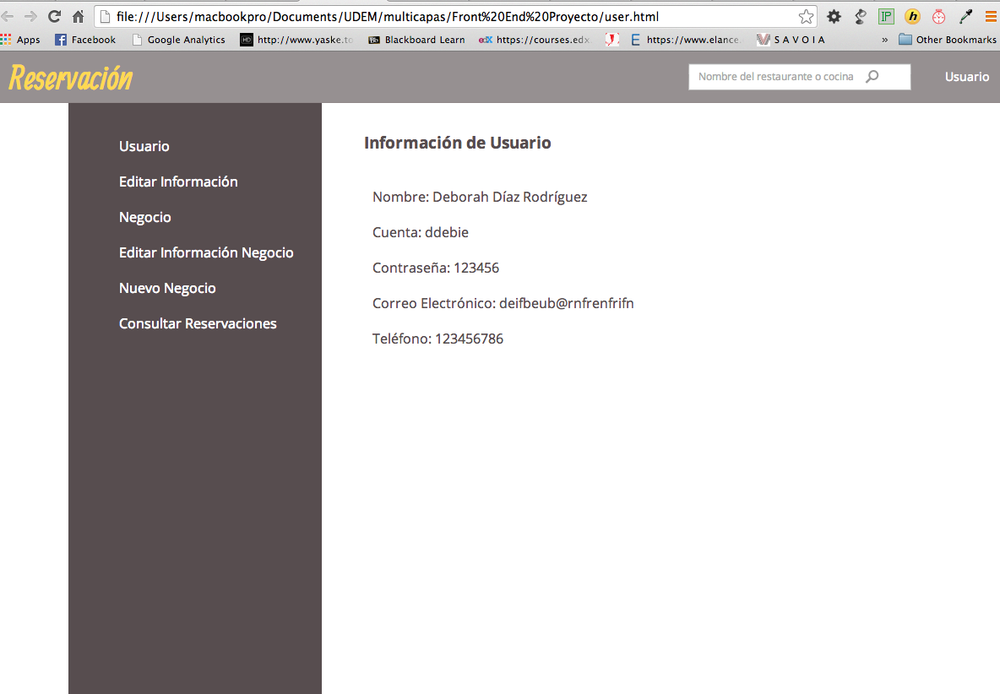 file:///Users/macbookpro/Documents/UDEM/multicapas/Front%20End%20Proyecto/user.html
Apps Facebook Google Analytics http://www.yaske.to Blackboard Learn edX https://courses.edx. E https://www.elance. S A V O I A » Other Bookmarks
Reservación
Nombre del restaurante o cocina
Usuario
Usuario
Editar Información
Negocio
Editar Información Negocio
Nuevo Negocio
Consultar Reservaciones
Información de Usuario
Nombre: Deborah Díaz Rodríguez
Cuenta: ddebie
Contraseña: 123456
Correo Electrónico: deifbeub@rnfrenfrifn
Teléfono: 123456786